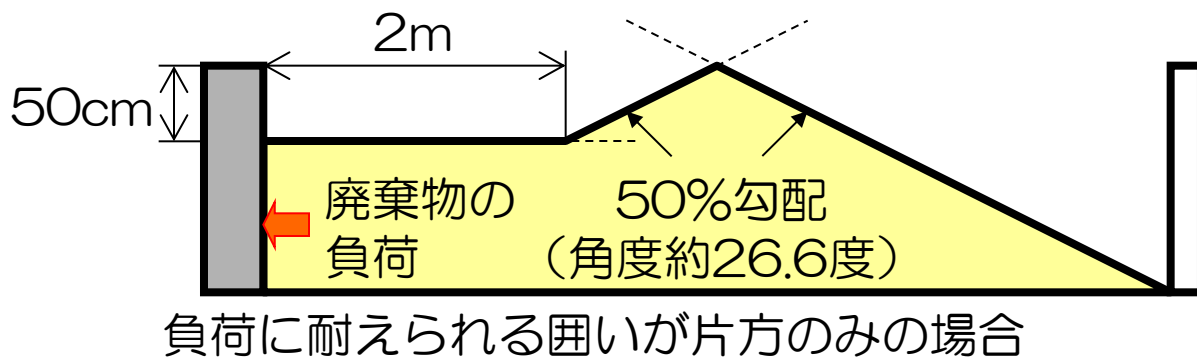 2m
50cm
廃棄物の
負荷
50%勾配
（角度約26.6度）
負荷に耐えられる囲いが片方のみの場合